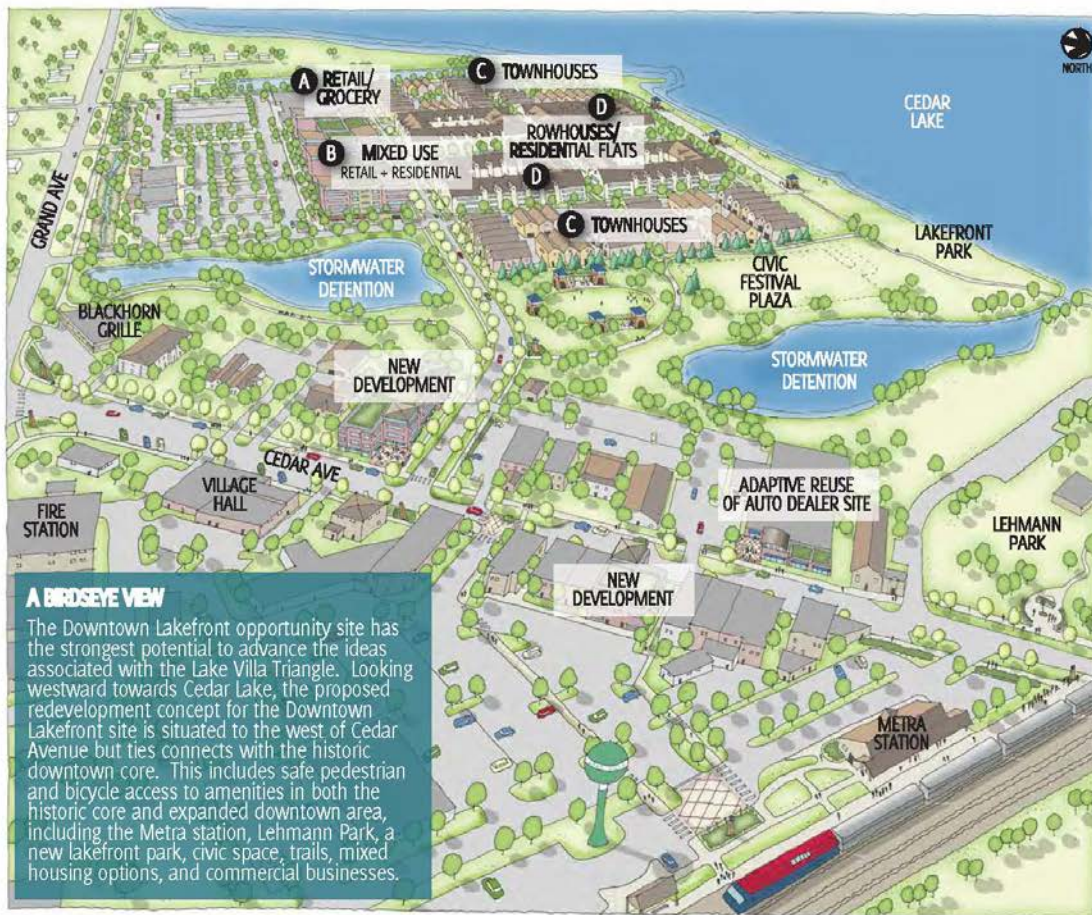 NORTH
CEDAR
LAKE
A RETAIL/
GROCERY
C TOWNHOUSES
D
ROWHOUSES/
RESIDENTIAL FLATS
D
B MIXED USE
RETAIL + RESIDENTIAL
C TOWNHOUSES
GRAND AVE
LAKEFRONT
PARK
CIVIC
FESTIVAL
PLAZA
STORMWATER
DETENTION
BLACKHORN
GRILLE
STORMWATER
DETENTION
NEW
DEVELOPMENT
CEDAR AVE
VILLAGE
HALL
FIRE
STATION
ADAPTIVE REUSE
OF AUTO DEALER SITE
LEHMANN
PARK
NEW
DEVELOPMENT
METRA
STATION
A BIRDSEYE VIEW
The Downtown Lakefront opportunity site has
the strongest potential to advance the ideas
associated with the Lake Villa Triangle. Looking
westward towards Cedar Lake, the proposed
redevelopment concept for the Downtown
Lakefront site is situated to the west of Cedar
Avenue but ties connects with the historic
downtown core. This includes safe pedestrian
and bicycle access to amenities in both the
historic core and expanded downtown area,
including the Metra station, Lehmann Park, a
new lakefront park, civic space, trails, mixed
housing options, and commercial businesses.